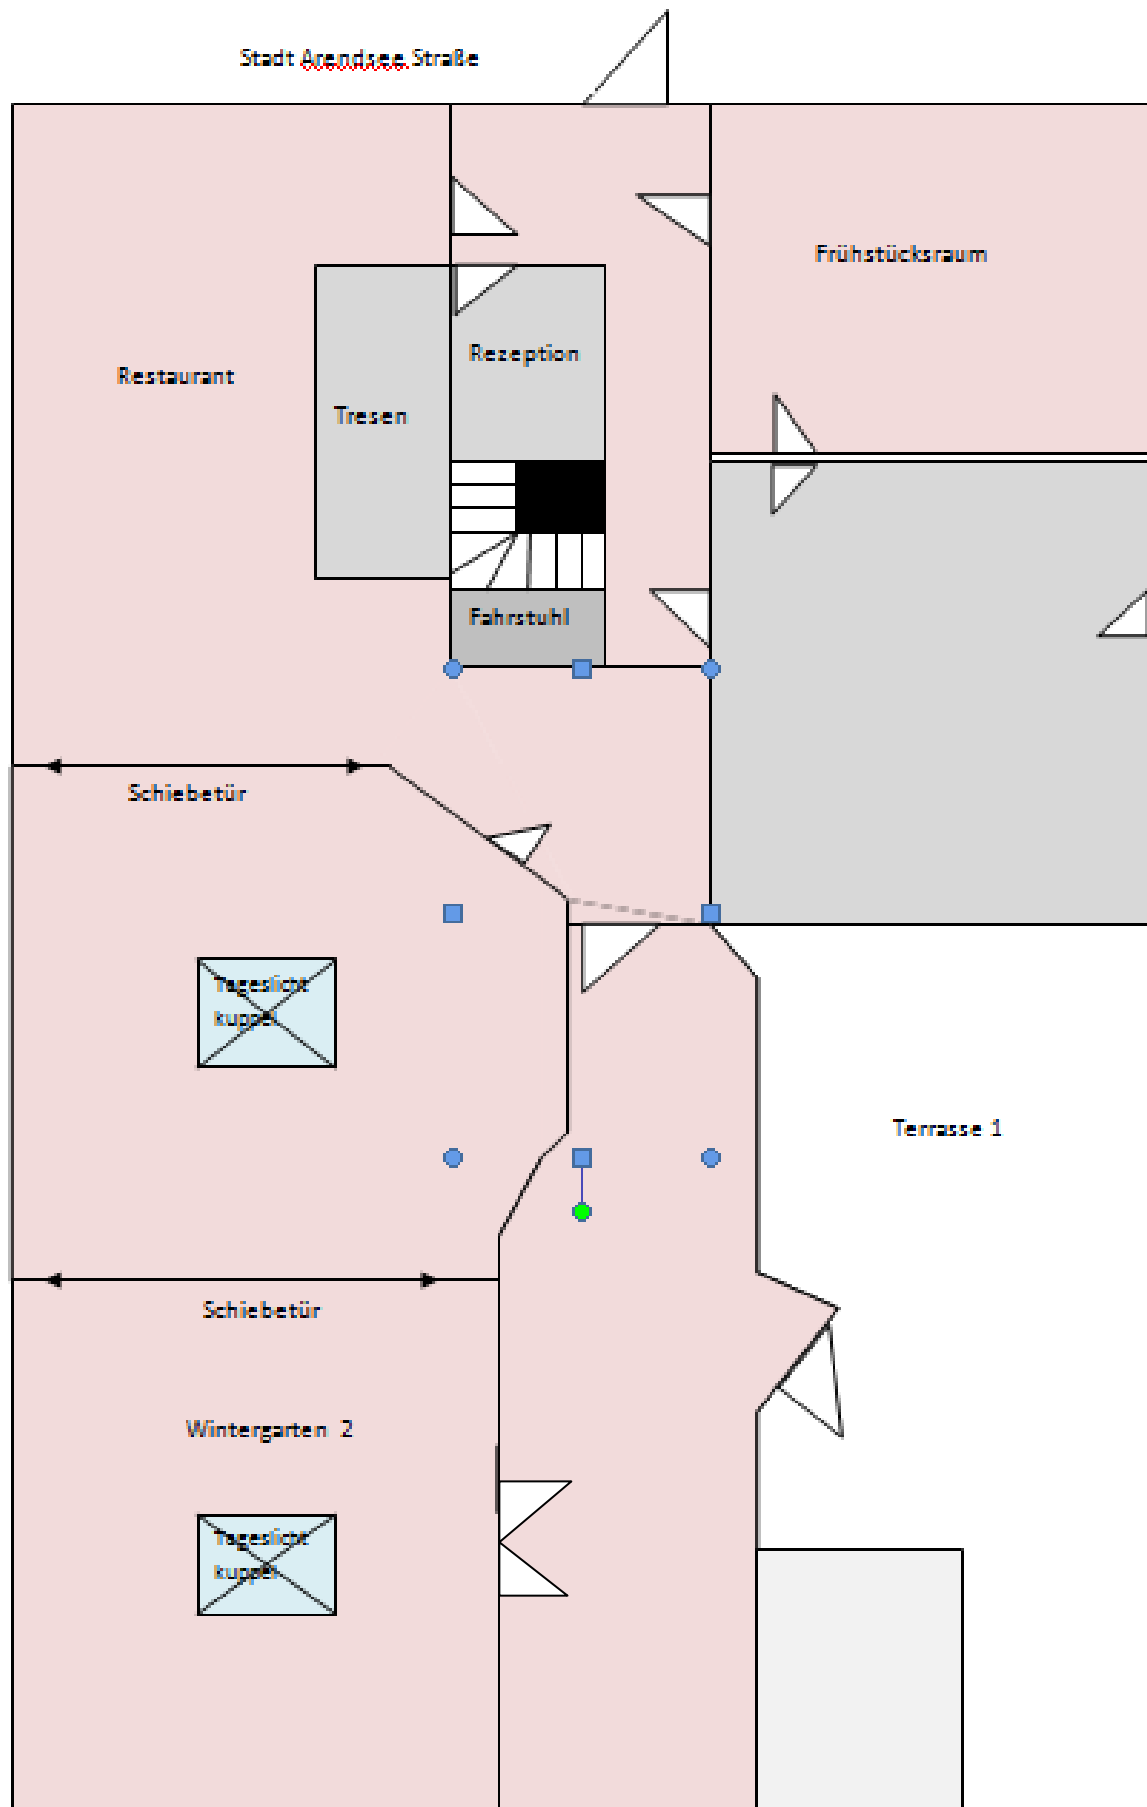 Stadt Arendsee Straße
Frühstücksraum
Rezeption
Restaurant
Tresen
Fahrstuhl
Schiebetür
Tageslicht
kuppel
Terrasse 1
Schiebetür
Wintergarten 2
Tageslicht
kuppel